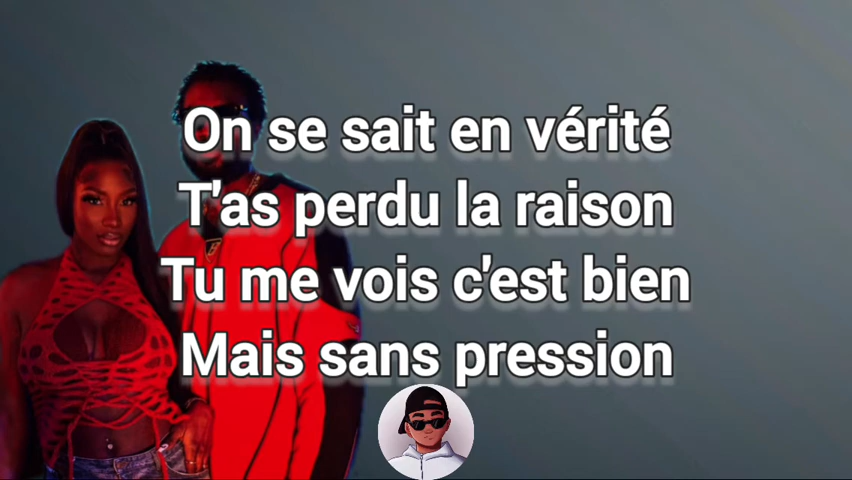 On se sait en vérité
T'as perdu la raison
Tu me vois c'est bien
Mais sans pression